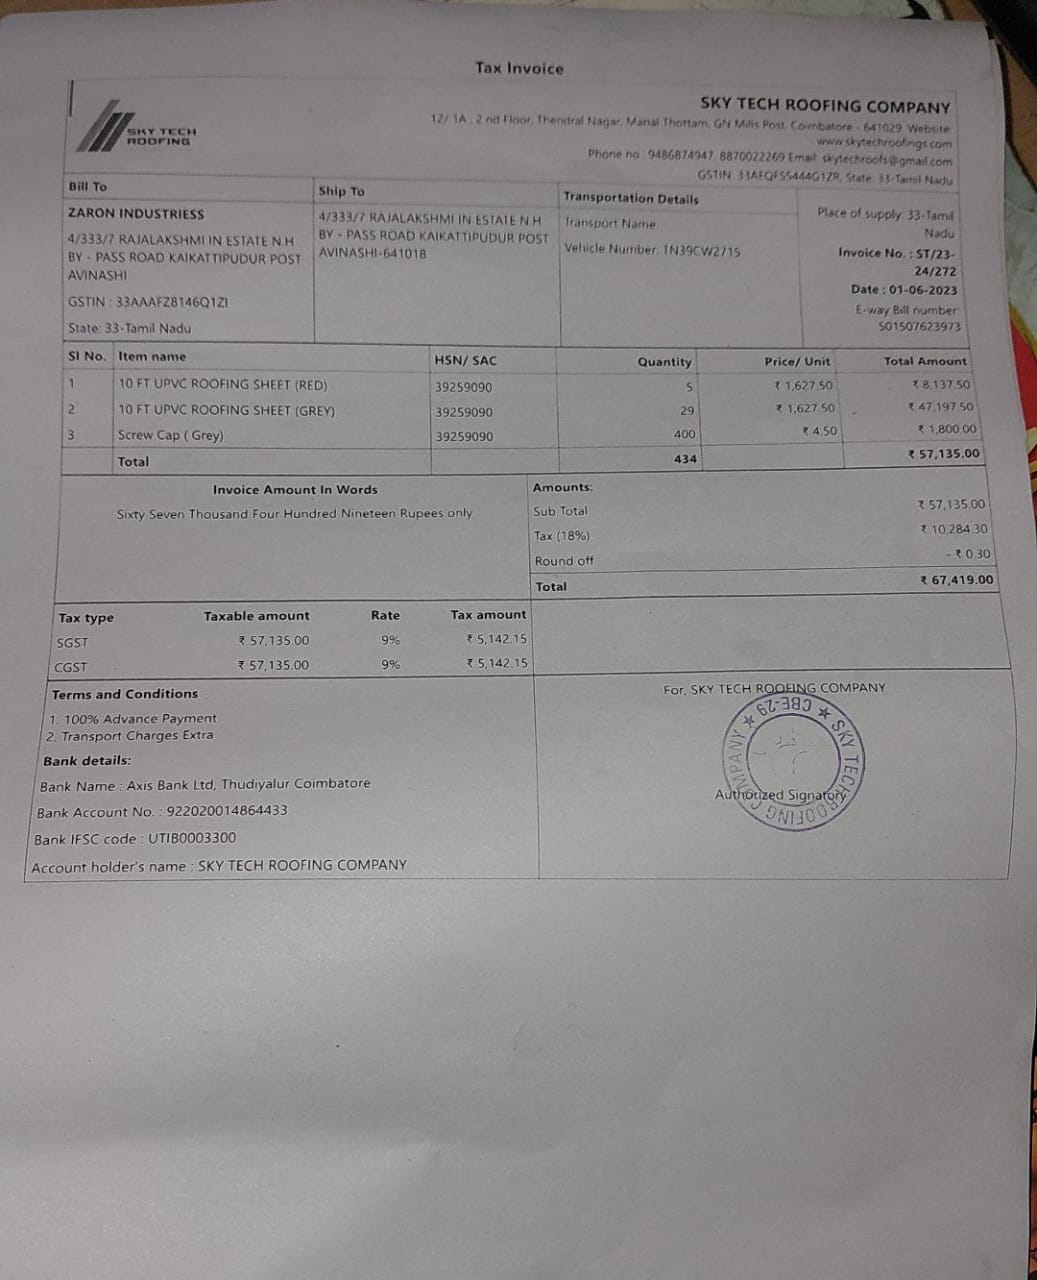 Tax Invoice
SKY TECH ROOFING
SKY TECH ROOFING COMPANY
12/ 1A , 2 nd Floor, Thendral Nagar, Manal Thottam, GN Mills Post, Coimbatore - 641029 Website:
www.skytechroofings.com
Phone no.: 9486874947, 8870022269 Email: skytechroofs@gmail.com
GSTIN: 33AFQFS5444G1ZR, State: 33-Tamil Nadu
Bill To
ZARON INDUSTRIESS
4/333/7 RAJALAKSHMI IN ESTATE N.H
BY - PASS ROAD KAIKATTIPUDUR POST
AVINASHI
GSTIN : 33AAAFZ8146Q1ZI
State: 33-Tamil Nadu
Ship To
4/333/7 RAJALAKSHMI IN ESTATE N.H
BY - PASS ROAD KAIKATTIPUDUR POST
AVINASHI-641018
Transportation Details
Transport Name:
Vehicle Number: TN39CW2715
Place of supply: 33-Tamil
Nadu
Invoice No. : ST/23-
24/272
Date : 01-06-2023
E-way Bill number:
501507623973
Sl No. Item name HSN/ SAC Quantity Price/ Unit Total Amount
1 10 FT UPVC ROOFING SHEET (RED) 39259090 5 ₹ 1,627.50 ₹ 8,137.50
2 10 FT UPVC ROOFING SHEET (GREY) 39259090 29 ₹ 1,627.50 ₹ 47,197.50
3 Screw Cap ( Grey) 39259090 400 ₹ 4.50 ₹ 1,800.00
Total 434 ₹ 57,135.00
Invoice Amount In Words
Sixty Seven Thousand Four Hundred Nineteen Rupees only
Amounts:
Sub Total ₹ 57,135.00
Tax (18%) ₹ 10,284.30
Round off - ₹ 0.30
Total ₹ 67,419.00
Tax type Taxable amount Rate Tax amount
SGST ₹ 57,135.00 9% ₹ 5,142.15
CGST ₹ 57,135.00 9% ₹ 5,142.15
Terms and Conditions
1. 100% Advance Payment
2. Transport Charges Extra
Bank details:
Bank Name : Axis Bank Ltd, Thudiyalur Coimbatore
Bank Account No. : 922020014864433
Bank IFSC code : UTIB0003300
Account holder's name : SKY TECH ROOFING COMPANY
For, SKY TECH ROOFING COMPANY
★ SKY TECH ROOFING COMPANY ★ CBE-29
Authorized Signatory